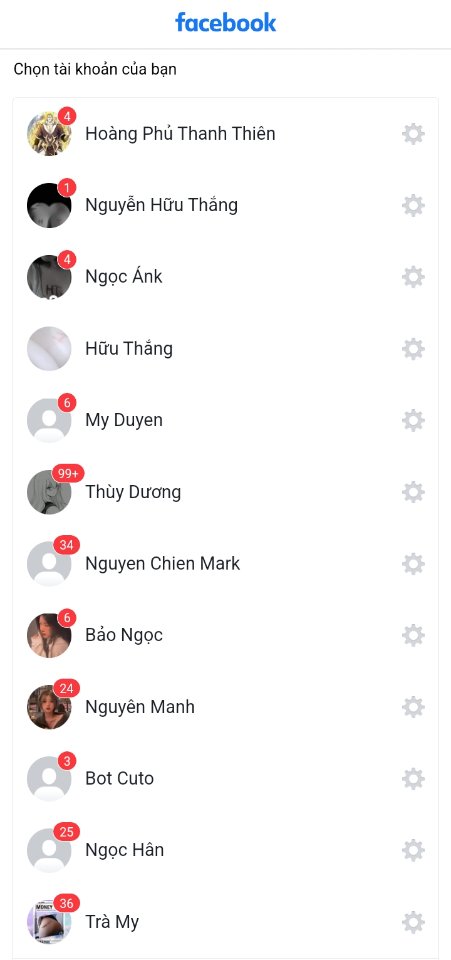 facebook
Chọn tài khoản của bạn
4
Hoàng Phủ Thanh Thiên
1
Nguyễn Hữu Thắng
4
Ngọc Ánk
Hữu Thắng
6
My Duyen
99+
Thùy Dương
34
Nguyen Chien Mark
6
Bảo Ngọc
24
Nguyên Manh
3
Bot Cuto
25
Ngọc Hân
36
MONEY
Trà My